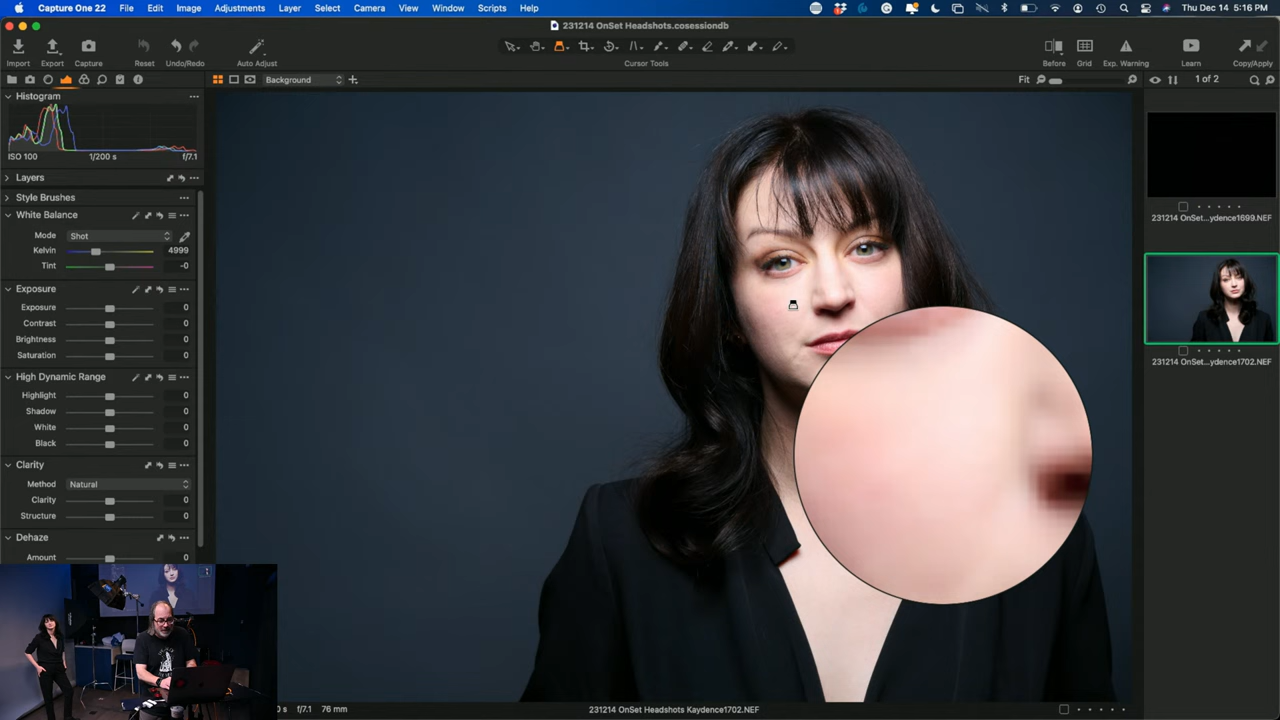 Capture One 22 File Edit Image Adjustments Layer Select Camera View Window Scripts Help Thu Dec 14 5:16 PM
231214 OnSet Headshots.cosessiondb
Import Export Capture Reset Undo/Redo Auto Adjust Cursor Tools Before Grid Exp. Warning Learn Copy/Apply
Background Fit 1 of 2
Histogram
ISO 100 1/200 s f/7.1
Layers
Style Brushes
White Balance
Mode Shot
Kelvin 4999
Tint -0
Exposure
Exposure 0
Contrast 0
Brightness 0
Saturation 0
High Dynamic Range
Highlight 0
Shadow 0
White 0
Black 0
Clarity
Method Natural
Clarity 0
Structure 0
Dehaze
Amount 0
231214 OnSet...ydence1699.NEF
231214 OnSet...ydence1702.NEF
0 s f/7.1 76 mm 231214 OnSet Headshots Kaydence1702.NEF